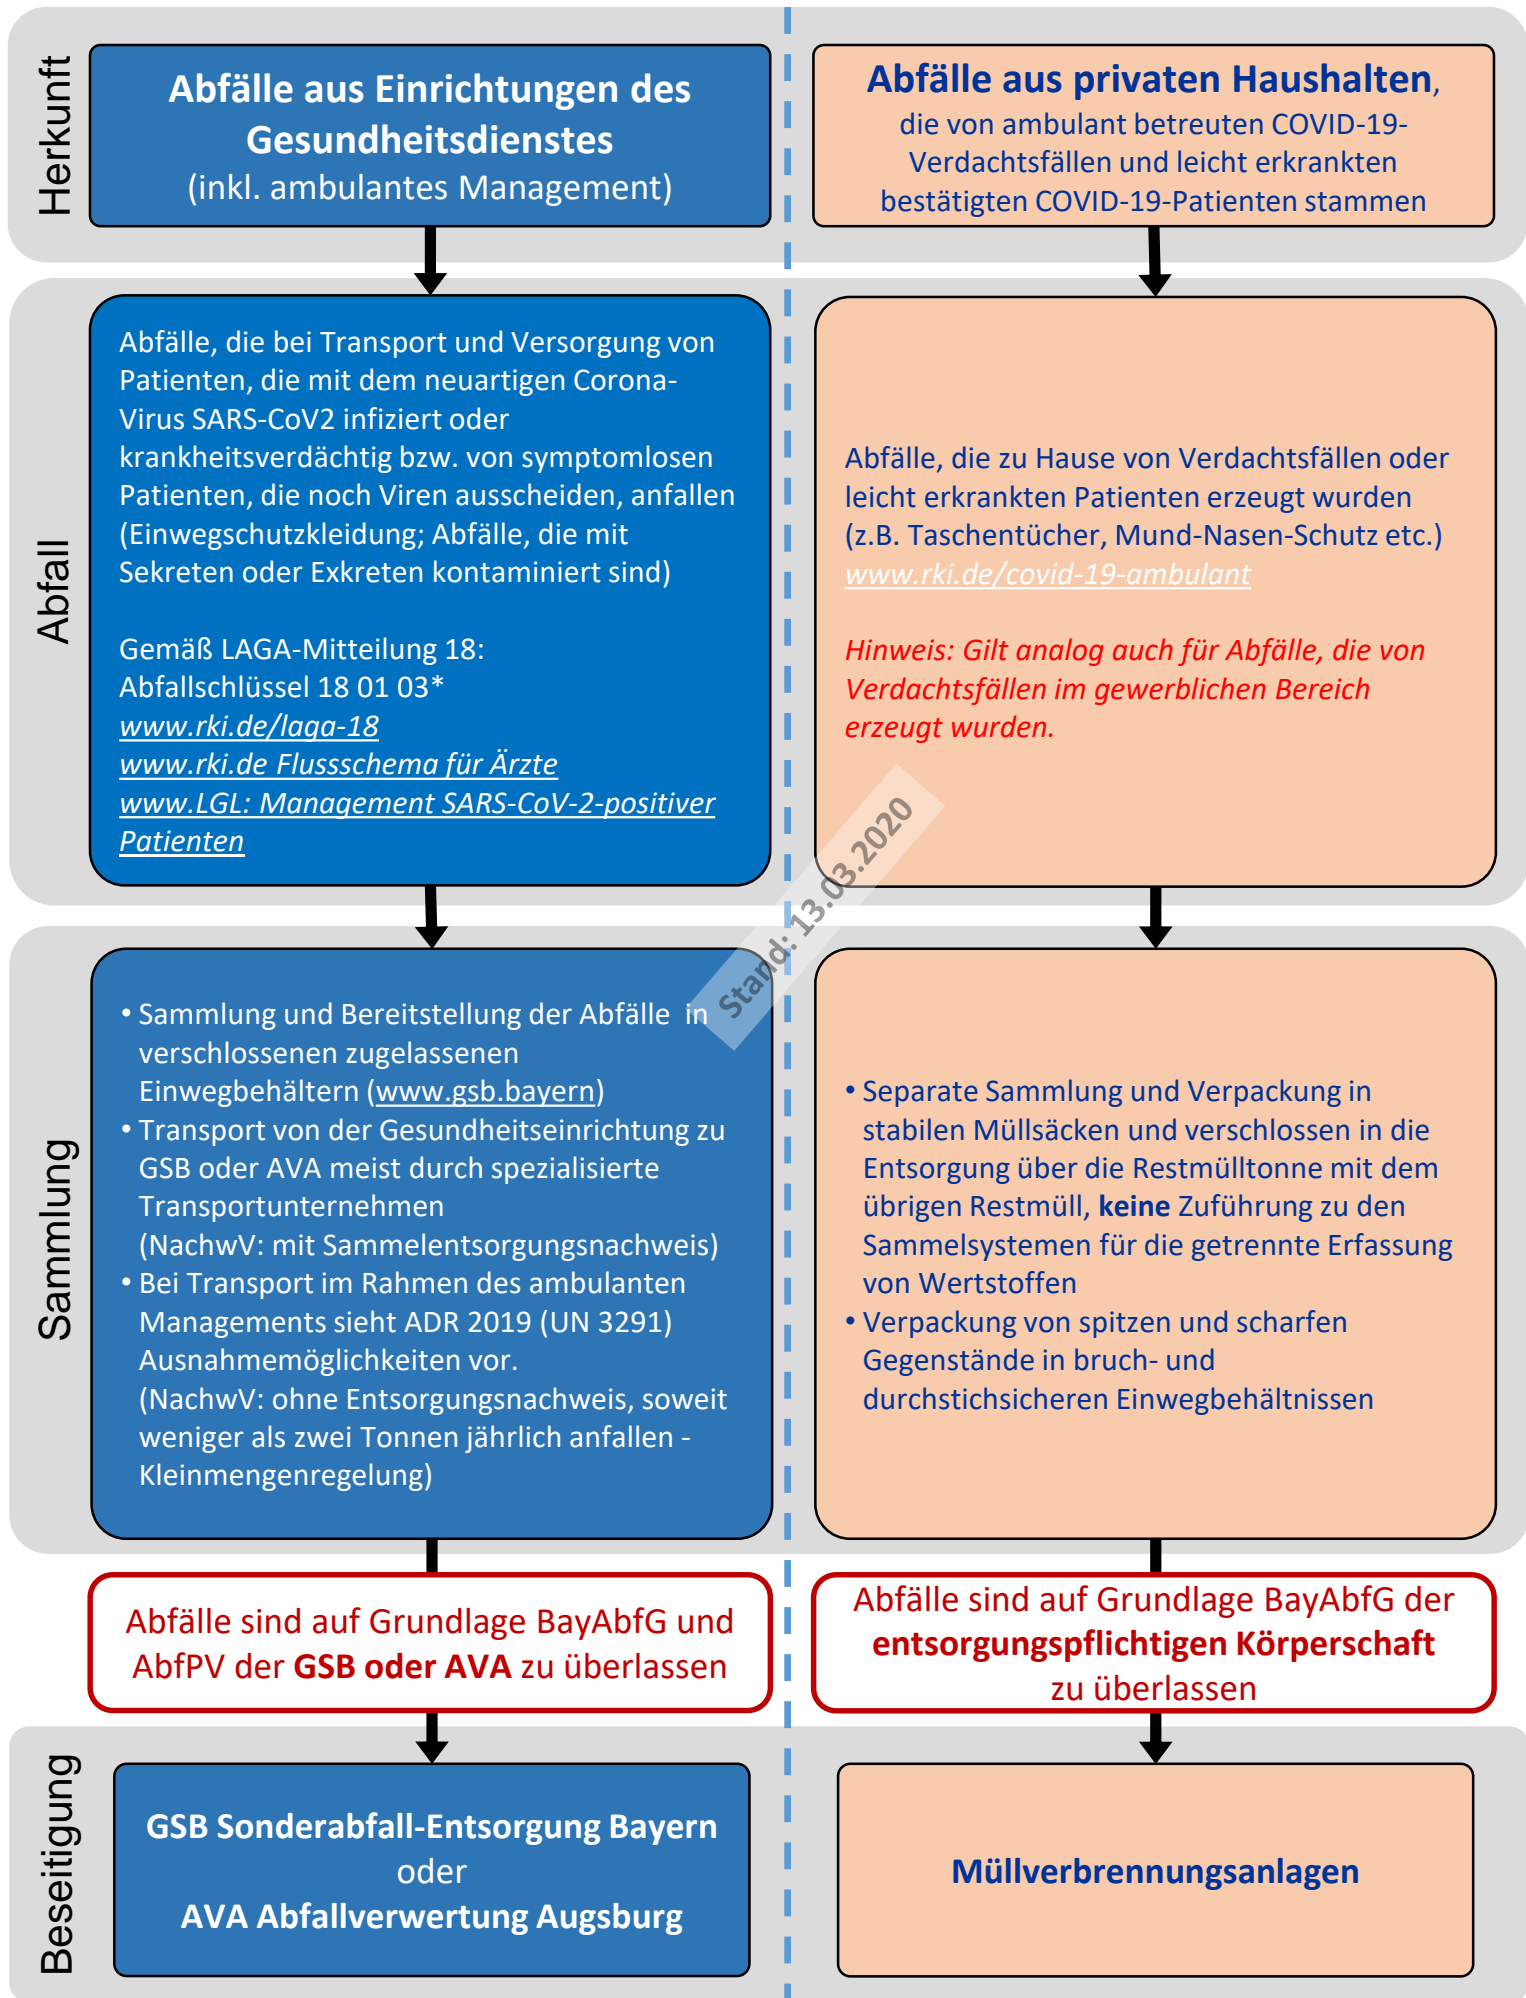 Herkunft
Abfälle aus Einrichtungen des
Gesundheitsdienstes
(inkl. ambulantes Management)
Abfälle aus privaten Haushalten,
die von ambulant betreuten COVID-19-
Verdachtsfällen und leicht erkrankten
bestätigten COVID-19-Patienten stammen
Abfall
Abfälle, die bei Transport und Versorgung von
Patienten, die mit dem neuartigen Corona-
Virus SARS-CoV2 infiziert oder
krankheitsverdächtig bzw. von symptomlosen
Patienten, die noch Viren ausscheiden, anfallen
(Einwegschutzkleidung; Abfälle, die mit
Sekreten oder Exkreten kontaminiert sind)
Gemäß LAGA-Mitteilung 18:
Abfallschlüssel 18 01 03*
www.rki.de/laga-18
www.rki.de Flussschema für Ärzte
www.LGL: Management SARS-CoV-2-positiver
Patienten
Abfälle, die zu Hause von Verdachtsfällen oder
leicht erkrankten Patienten erzeugt wurden
(z.B. Taschentücher, Mund-Nasen-Schutz etc.)
www.rki.de/covid-19-ambulant
Hinweis: Gilt analog auch für Abfälle, die von
Verdachtsfällen im gewerblichen Bereich
erzeugt wurden.
Stand: 13.03.2020
Sammlung
• Sammlung und Bereitstellung der Abfälle in
verschlossenen zugelassenen
Einwegbehältern (www.gsb.bayern)
• Transport von der Gesundheitseinrichtung zu
GSB oder AVA meist durch spezialisierte
Transportunternehmen
(NachwV: mit Sammelentsorgungsnachweis)
• Bei Transport im Rahmen des ambulanten
Managements sieht ADR 2019 (UN 3291)
Ausnahmemöglichkeiten vor.
(NachwV: ohne Entsorgungsnachweis, soweit
weniger als zwei Tonnen jährlich anfallen -
Kleinmengenregelung)
• Separate Sammlung und Verpackung in
stabilen Müllsäcken und verschlossen in die
Entsorgung über die Restmülltonne mit dem
übrigen Restmüll, keine Zuführung zu den
Sammelsystemen für die getrennte Erfassung
von Wertstoffen
• Verpackung von spitzen und scharfen
Gegenstände in bruch- und
durchstichsicheren Einwegbehältnissen
Abfälle sind auf Grundlage BayAbfG und
AbfPV der GSB oder AVA zu überlassen
Abfälle sind auf Grundlage BayAbfG der
entsorgungspflichtigen Körperschaft
zu überlassen
Beseitigung
GSB Sonderabfall-Entsorgung Bayern
oder
AVA Abfallverwertung Augsburg
Müllverbrennungsanlagen